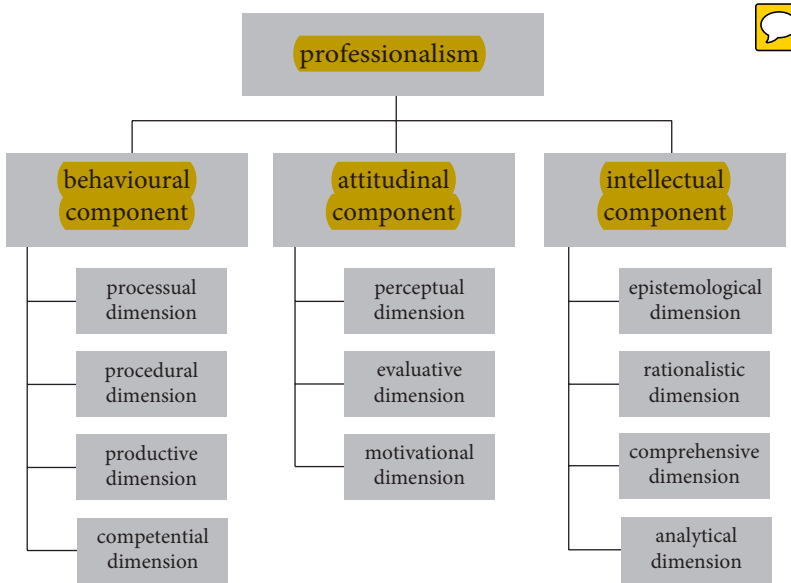 professionalism
behavioural
component
processual
dimension
procedural
dimension
productive
dimension
competential
dimension
attitudinal
component
perceptual
dimension
evaluative
dimension
motivational
dimension
intellectual
component
epistemological
dimension
rationalistic
dimension
comprehensive
dimension
analytical
dimension